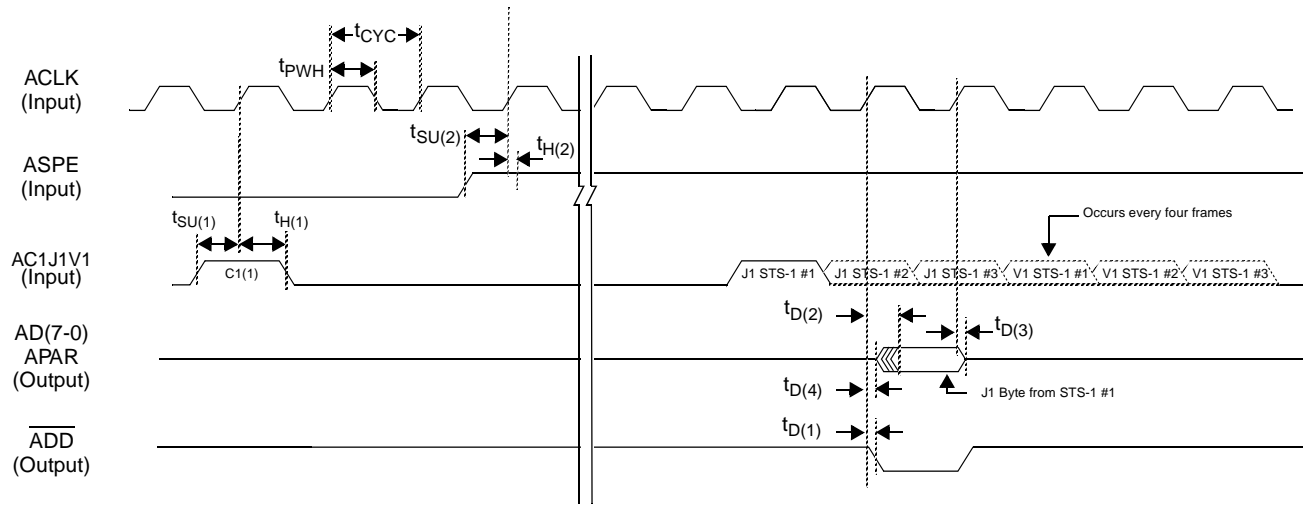 tCYC
tPWH
ACLK
(Input)
tSU(2)
tH(2)
ASPE
(Input)
tSU(1)
tH(1)
Occurs every four frames
AC1J1V1
(Input)
C1(1)
J1 STS-1 #1
J1 STS-1 #2
J1 STS-1 #3
V1 STS-1 #1
V1 STS-1 #2
V1 STS-1 #3
tD(2)
tD(3)
AD(7-0)
APAR
(Output)
tD(4)
J1 Byte from STS-1 #1
tD(1)
ADD
(Output)